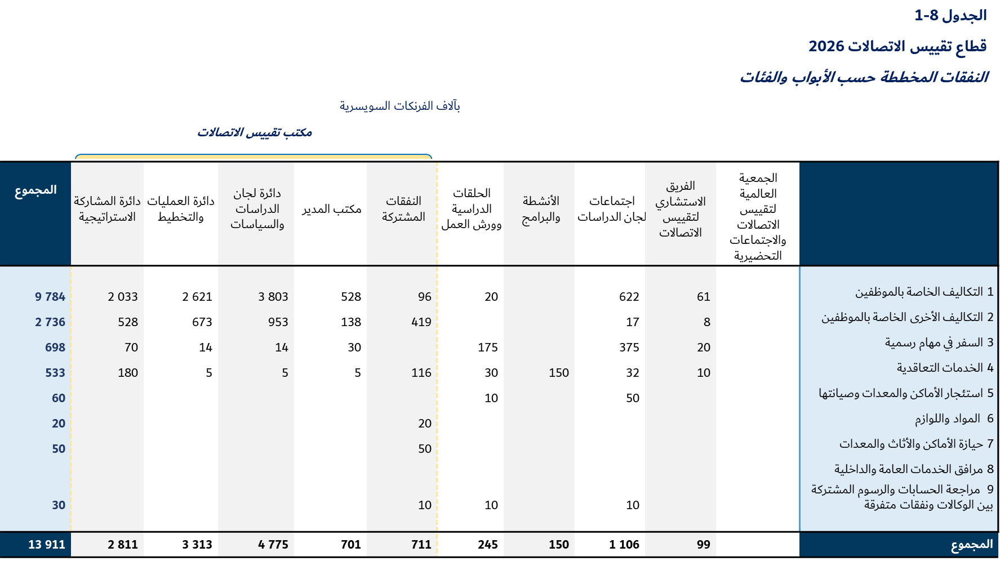 الجدول 8-1
قطاع تقييس الاتصالات 2026
النفقات المخططة حسب الأبواب والفئات
بآلاف الفرنكات السويسرية
مكتب تقييس الاتصالات
الجمعية
العالمية
لتقييس
الاتصالات
والاجتماعات
التحضيرية
الفريق
الاستشاري
لتقييس
الاتصالات
اجتماعات
لجان الدراسات
الأنشطة
والبرامج
الحلقات
الدراسية
وورش العمل
النفقات
المشتركة
مكتب المدير
دائرة لجان
الدراسات
والسياسات
دائرة العمليات
والتخطيط
دائرة المشاركة
الاستراتيجية
المجموع
1 التكاليف الخاصة بالموظفين 61 622 20 96 528 3 803 2 621 2 033 9 784
2 التكاليف الأخرى الخاصة بالموظفين 8 17 419 138 953 673 528 2 736
3 السفر في مهام رسمية 20 375 175 30 14 14 70 698
4 الخدمات التعاقدية 10 32 150 30 116 5 5 5 180 533
5 استئجار الأماكن والمعدات وصيانتها 50 10 60
6 المواد واللوازم 20 20
7 حيازة الأماكن والأثاث والمعدات 50 50
8 مرافق الخدمات العامة والداخلية
9 مراجعة الحسابات والرسوم المشتركة
بين الوكالات ونفقات متفرقة 10 10 10 30
المجموع 99 1 106 150 245 711 701 4 775 3 313 2 811 13 911